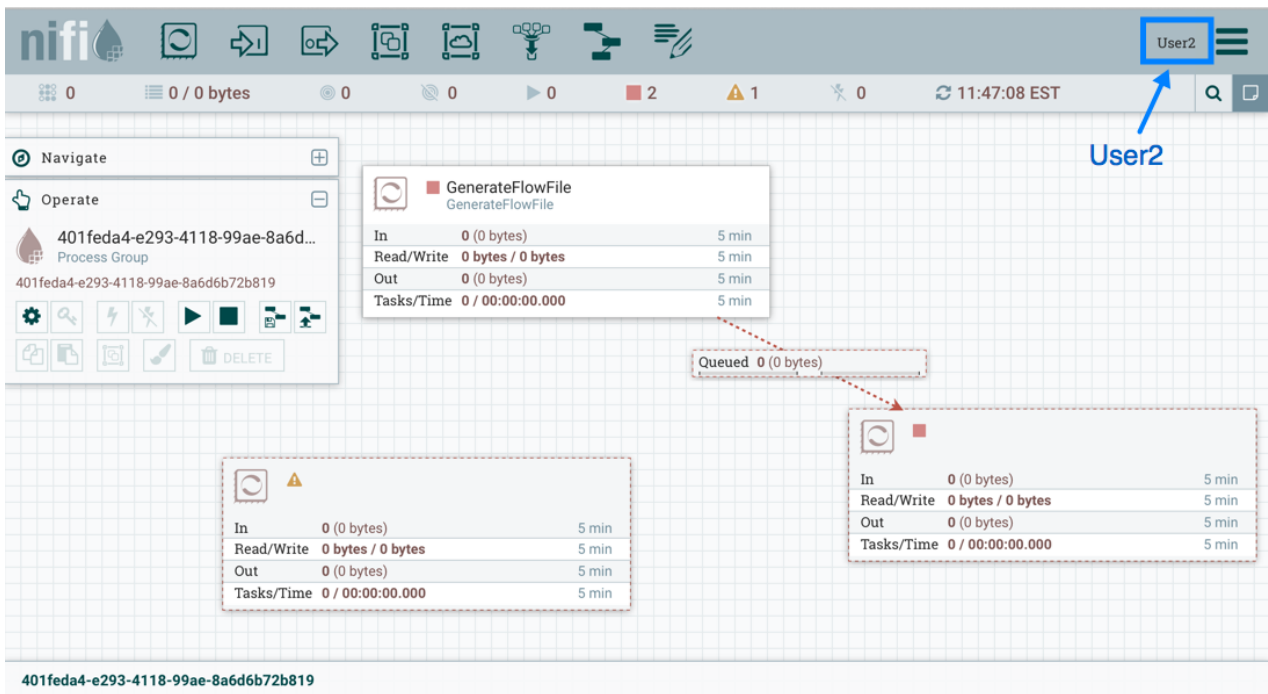 nifi
User2
0
0 / 0 bytes
0
0
0
2
1
0
11:47:08 EST
User2
Navigate
Operate
401feda4-e293-4118-99ae-8a6d...
Process Group
401feda4-e293-4118-99ae-8a6d6b72b819
DELETE
GenerateFlowFile
GenerateFlowFile
In 0 (0 bytes) 5 min
Read/Write 0 bytes / 0 bytes 5 min
Out 0 (0 bytes) 5 min
Tasks/Time 0 / 00:00:00.000 5 min
Queued 0 (0 bytes)
In 0 (0 bytes) 5 min
Read/Write 0 bytes / 0 bytes 5 min
Out 0 (0 bytes) 5 min
Tasks/Time 0 / 00:00:00.000 5 min
In 0 (0 bytes) 5 min
Read/Write 0 bytes / 0 bytes 5 min
Out 0 (0 bytes) 5 min
Tasks/Time 0 / 00:00:00.000 5 min
401feda4-e293-4118-99ae-8a6d6b72b819